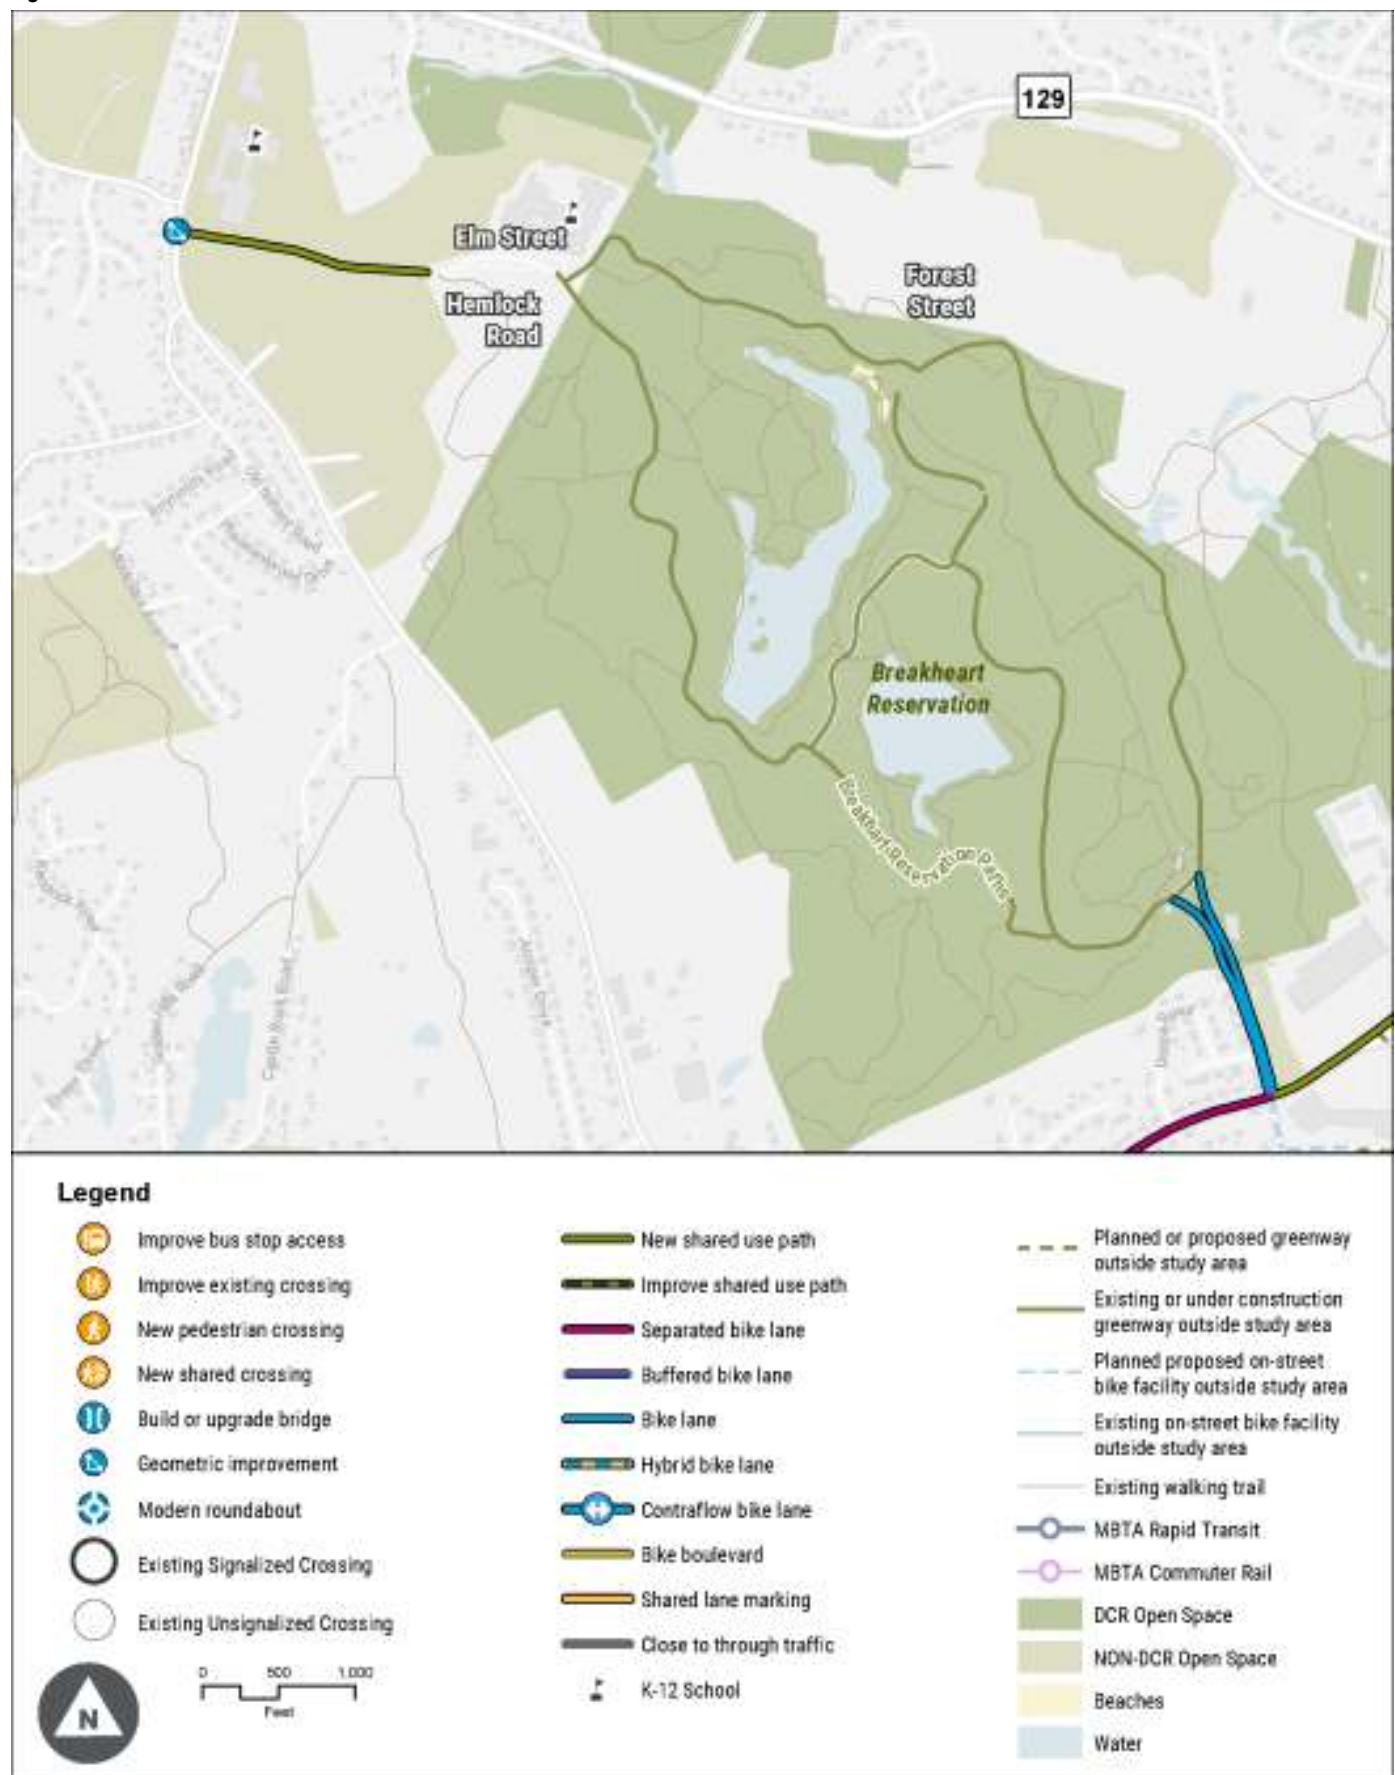 129
Elm Street
Forest
Street
Hemlock
Road
Breakheart
Reservation
Breakhart Reservation Paths
Legend
Improve bus stop access
Improve existing crossing
New pedestrian crossing
New shared crossing
Build or upgrade bridge
Geometric improvement
Modern roundabout
Existing Signalized Crossing
Existing Unsignalized Crossing
0 500 1,000
Feet
N
New shared use path
Improve shared use path
Separated bike lane
Buffered bike lane
Bike lane
Hybrid bike lane
Contraflow bike lane
Bike boulevard
Shared lane marking
Close to through traffic
K-12 School
Planned or proposed greenway
outside study area
Existing or under construction
greenway outside study area
Planned proposed on-street
bike facility outside study area
Existing on-street bike facility
outside study area
Existing walking trail
MBTA Rapid Transit
MBTA Commuter Rail
DCR Open Space
NON-DCR Open Space
Beaches
Water